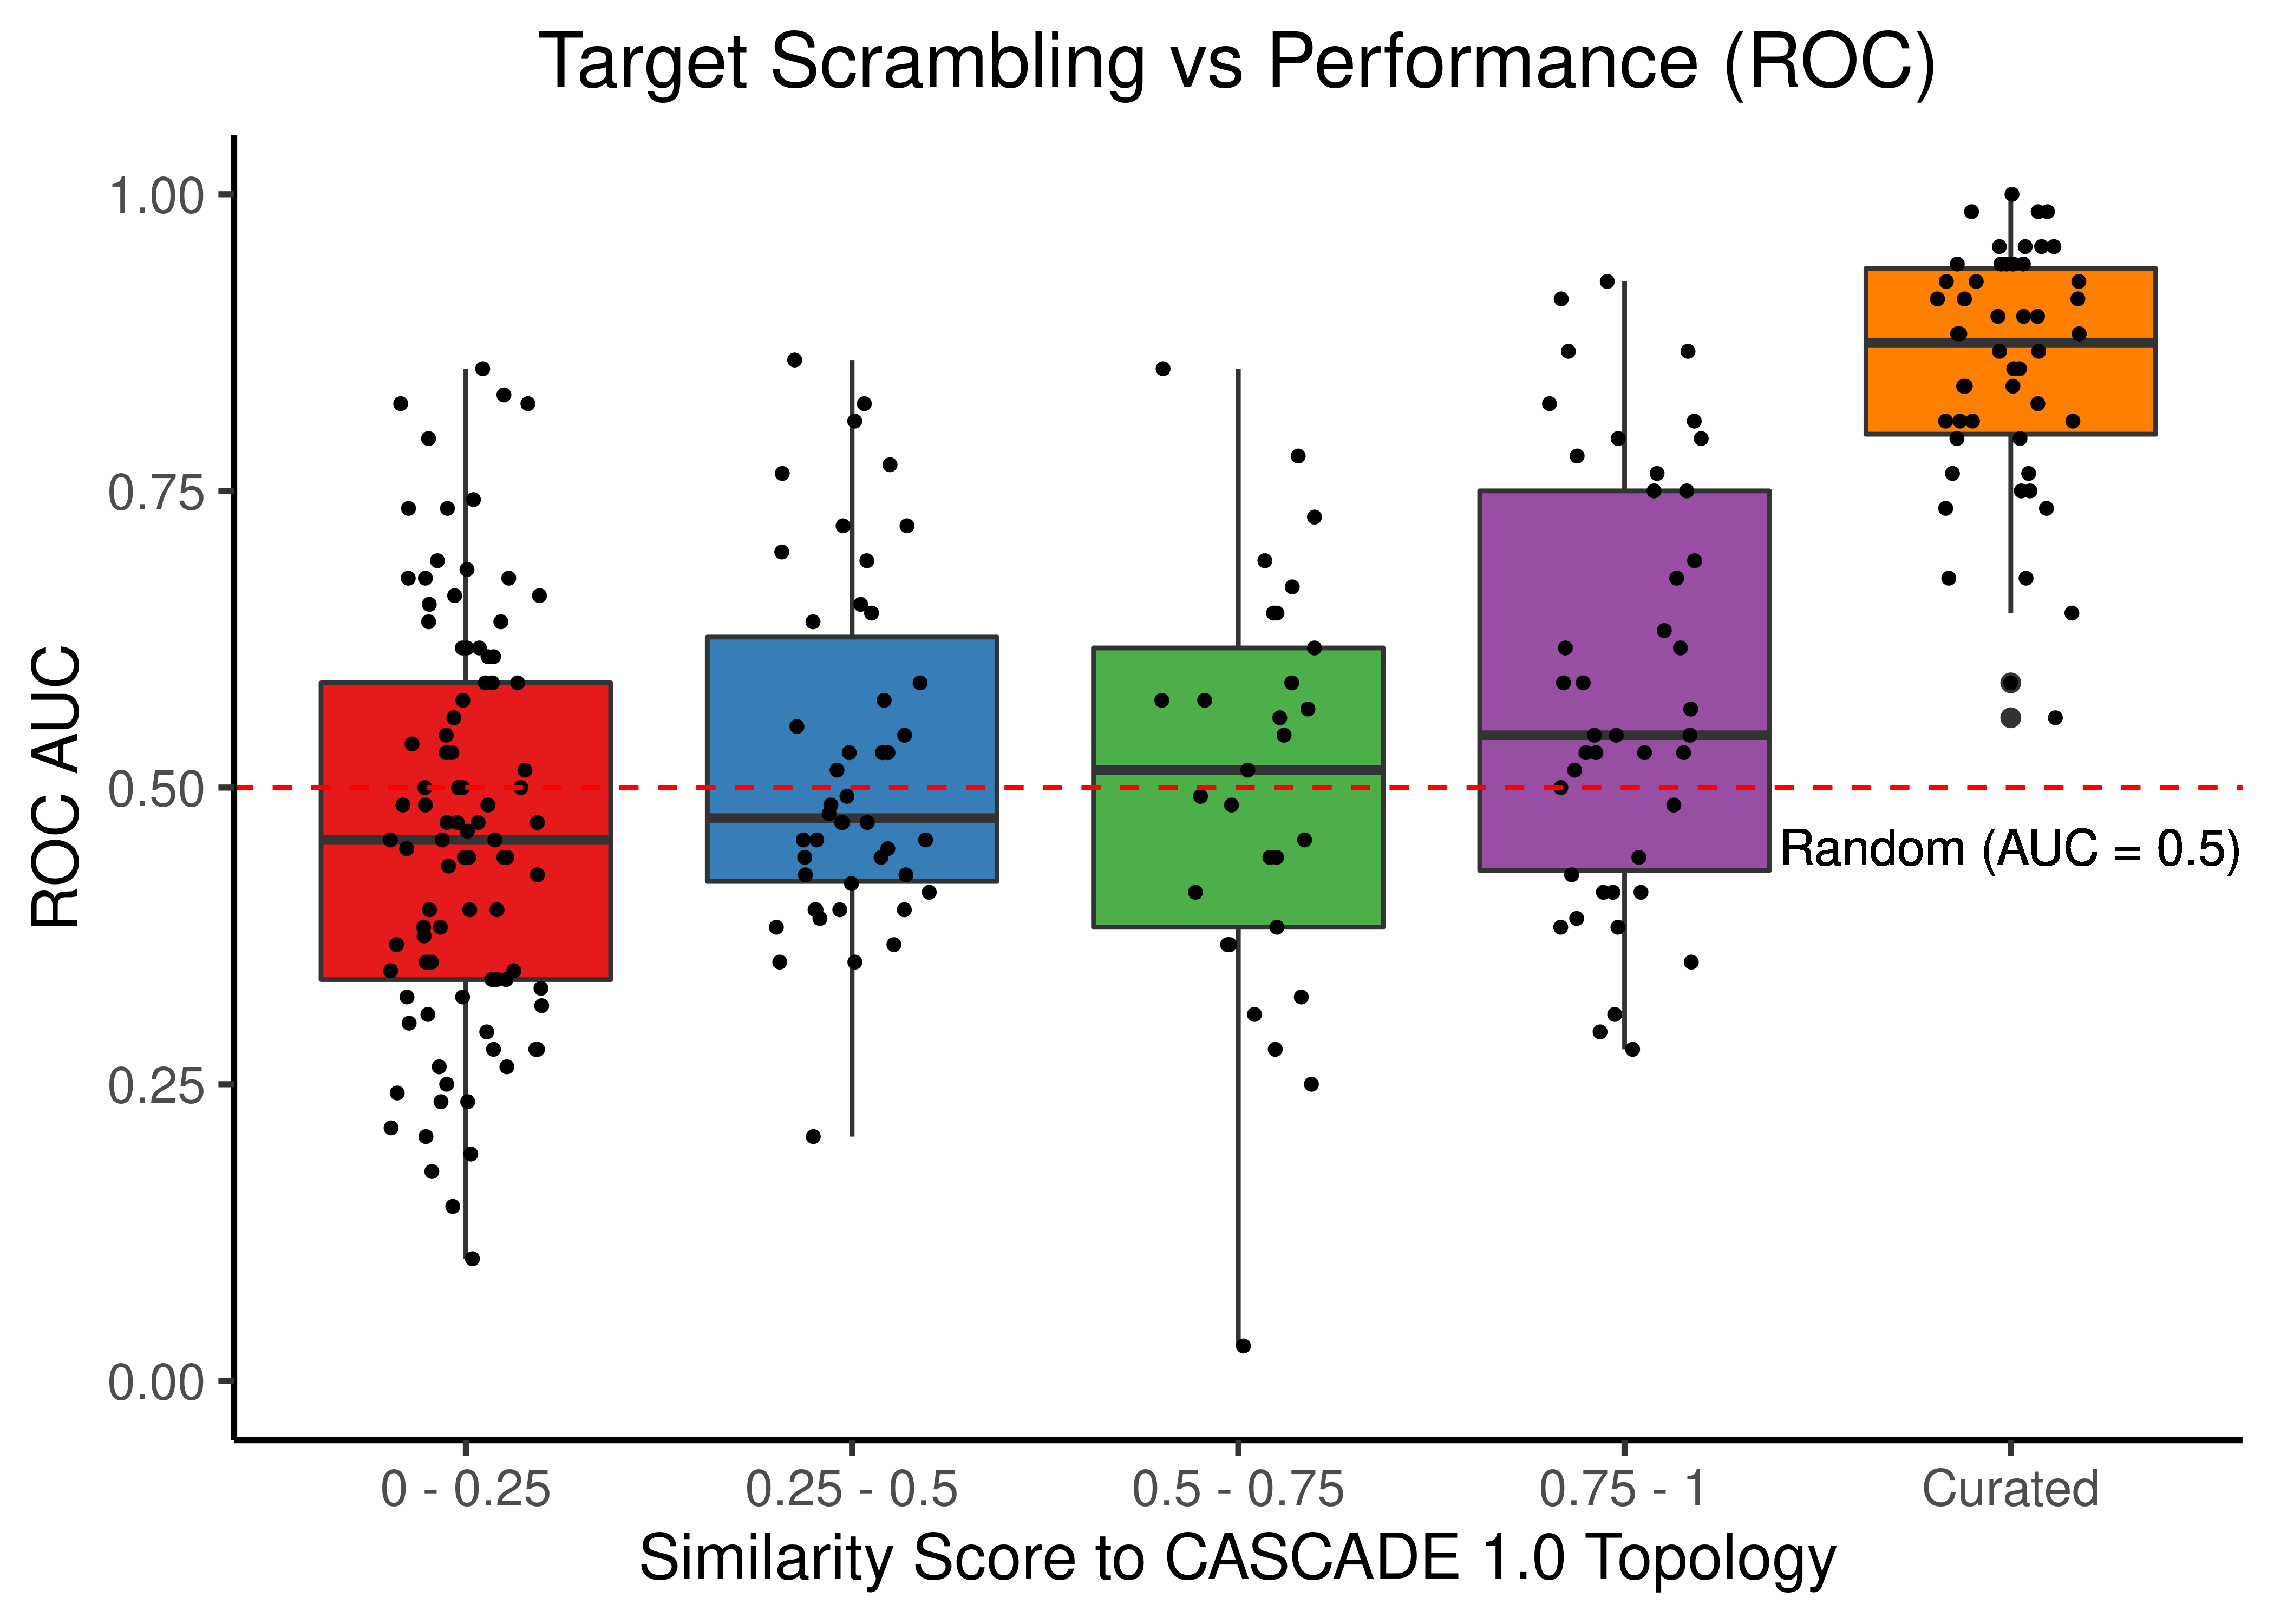 Target Scrambling vs Performance (ROC)
ROC AUC
1.00
0.75
0.50
0.25
0.00
Random (AUC = 0.5)
0 - 0.25
0.25 - 0.5
0.5 - 0.75
0.75 - 1
Curated
Similarity Score to CASCADE 1.0 Topology